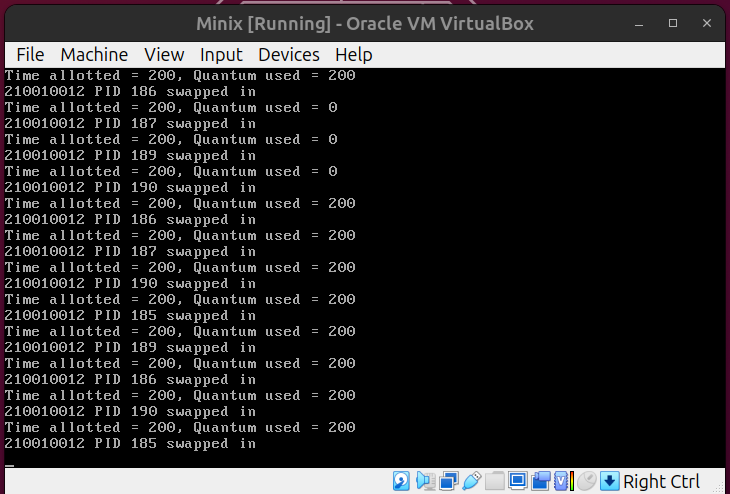 Minix [Running] - Oracle VM VirtualBox
File Machine View Input Devices Help
Time allotted = 200, Quantum used = 200
210010012 PID 186 swapped in
Time allotted = 200, Quantum used = 0
210010012 PID 187 swapped in
Time allotted = 200, Quantum used = 0
210010012 PID 189 swapped in
Time allotted = 200, Quantum used = 0
210010012 PID 190 swapped in
Time allotted = 200, Quantum used = 200
210010012 PID 186 swapped in
Time allotted = 200, Quantum used = 200
210010012 PID 187 swapped in
Time allotted = 200, Quantum used = 200
210010012 PID 190 swapped in
Time allotted = 200, Quantum used = 200
210010012 PID 185 swapped in
Time allotted = 200, Quantum used = 200
210010012 PID 189 swapped in
Time allotted = 200, Quantum used = 200
210010012 PID 186 swapped in
Time allotted = 200, Quantum used = 200
210010012 PID 190 swapped in
Time allotted = 200, Quantum used = 200
210010012 PID 185 swapped in
Right Ctrl